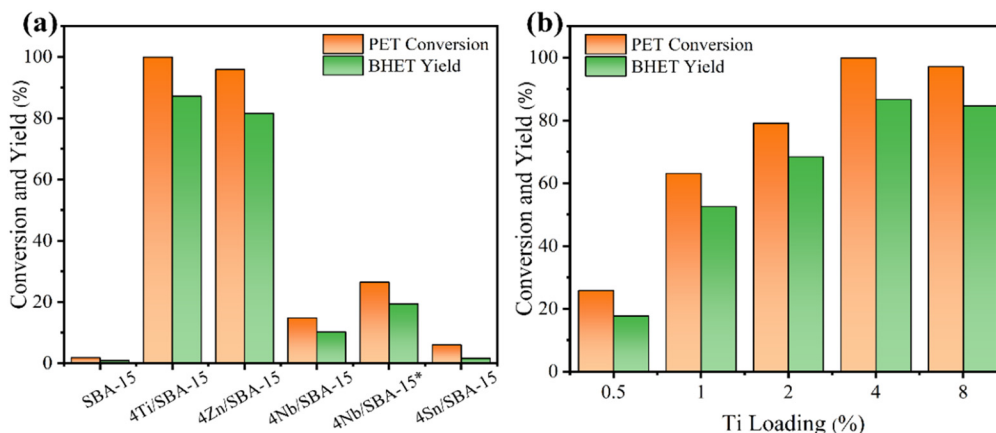 (a)
PET Conversion
BHET Yield
Conversion and Yield (%)
100
80
60
40
20
0
SBA-15
4Ti/SBA-15
4Zn/SBA-15
4Nb/SBA-15
4Nb/SBA-15*
4Sn/SBA-15
(b)
PET Conversion
BHET Yield
Conversion and Yield (%)
100
80
60
40
20
0
0.5
1
2
4
8
Ti Loading (%)